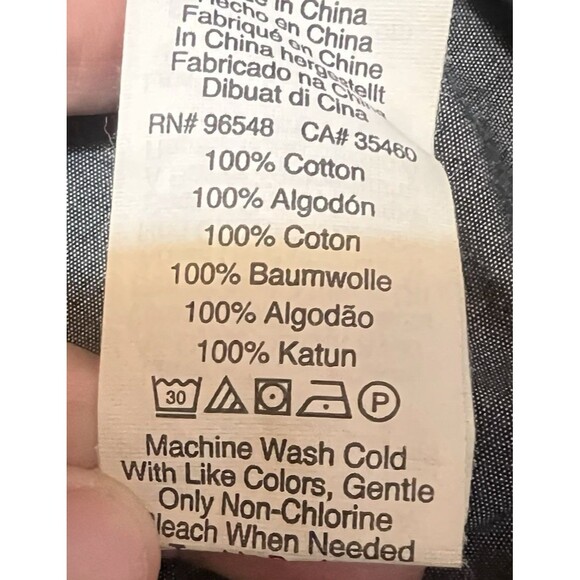 in China
Hecho en China
Fabriqué en Chine
In China hergestellt
Fabricado na China
Dibuat di Cina
RN# 96548 CA# 35460
100% Cotton
100% Algodón
100% Coton
100% Baumwolle
100% Algodão
100% Katun
30 P
Machine Wash Cold
With Like Colors, Gentle
Only Non-Chlorine
Bleach When Needed